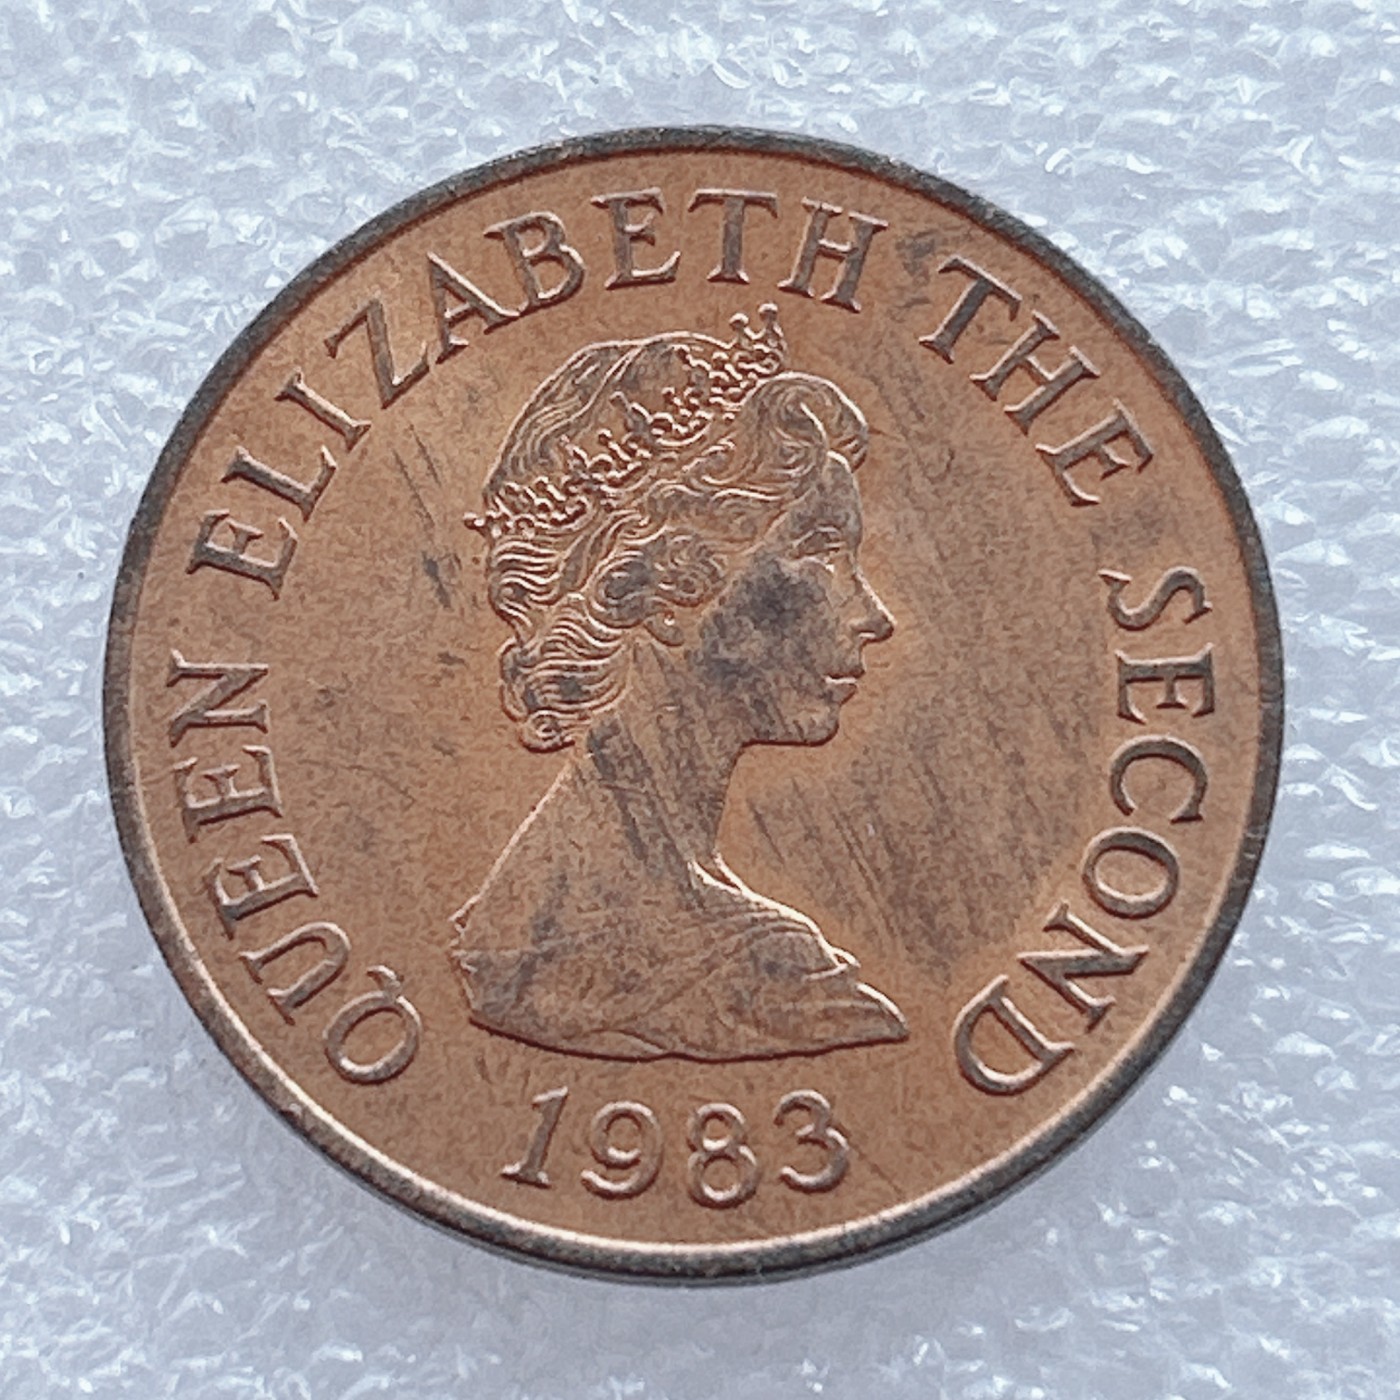 QUEEN ELIZABETH THE SECOND
1983